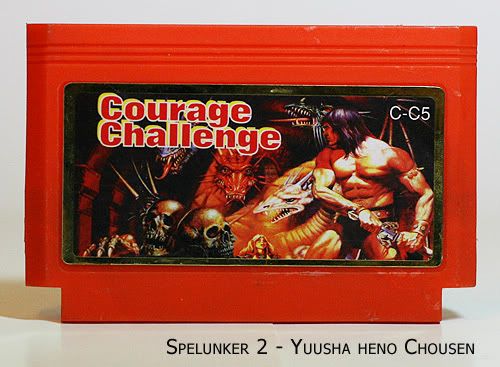 Courage
Challenge
C-C5
Spelunker 2 - Yuusha heno Chousen